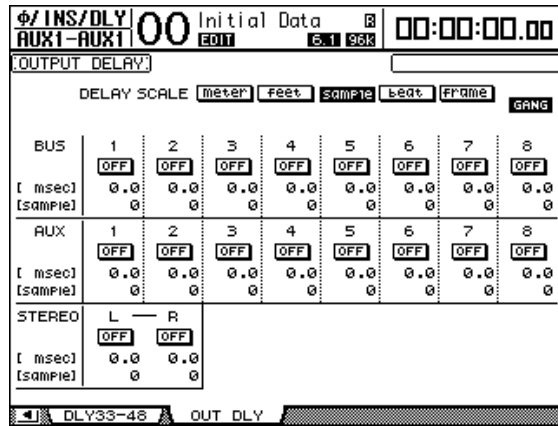 Φ/INS/DLY 00 Initial Data R 00:00:00.00
AUX1-AUX1 EDIT 6.1 96k
OUTPUT DELAY
DELAY SCALE meter feet sample beat frame
GANG
BUS 1 2 3 4 5 6 7 8
OFF OFF OFF OFF OFF OFF OFF OFF
[ msec] 0.0 0.0 0.0 0.0 0.0 0.0 0.0 0.0
[sample] 0 0 0 0 0 0 0 0
AUX 1 2 3 4 5 6 7 8
OFF OFF OFF OFF OFF OFF OFF OFF
[ msec] 0.0 0.0 0.0 0.0 0.0 0.0 0.0 0.0
[sample] 0 0 0 0 0 0 0 0
STEREO L — R
OFF OFF
[ msec] 0.0 0.0
[sample] 0 0
DLY33-48 OUT DLY